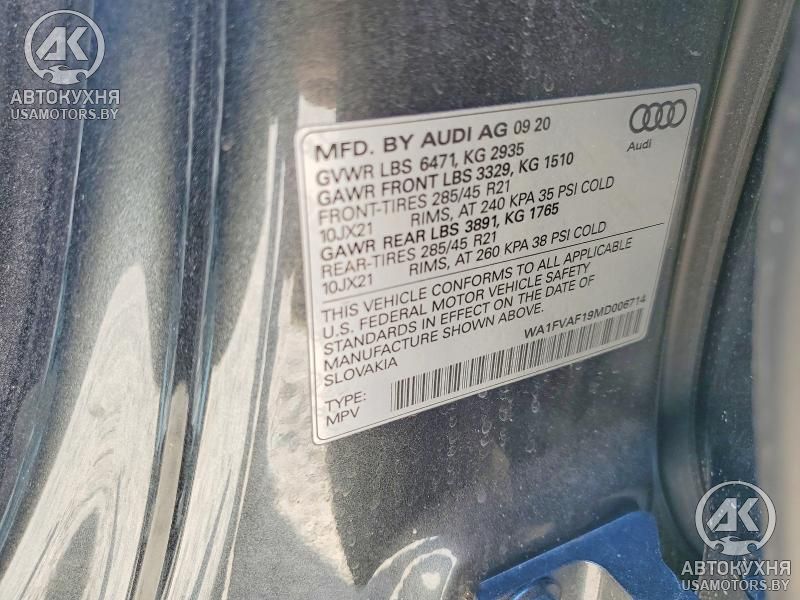 AK
АВТОКУХНЯ
USAMOTORS.BY
MFD. BY AUDI AG 09 20
Audi
GVWR LBS 6471, KG 2935
GAWR FRONT LBS 3329, KG 1510
FRONT-TIRES 285/45 R21
10JX21 RIMS, AT 240 KPA 35 PSI COLD
GAWR REAR LBS 3891, KG 1765
REAR-TIRES 285/45 R21
10JX21 RIMS, AT 260 KPA 38 PSI COLD
THIS VEHICLE CONFORMS TO ALL APPLICABLE
U.S. FEDERAL MOTOR VEHICLE SAFETY
STANDARDS IN EFFECT ON THE DATE OF
MANUFACTURE SHOWN ABOVE.
SLOVAKIA
WA1FVAF19MD006714
TYPE:
MPV
AK
АВТОКУХНЯ
USAMOTORS.BY